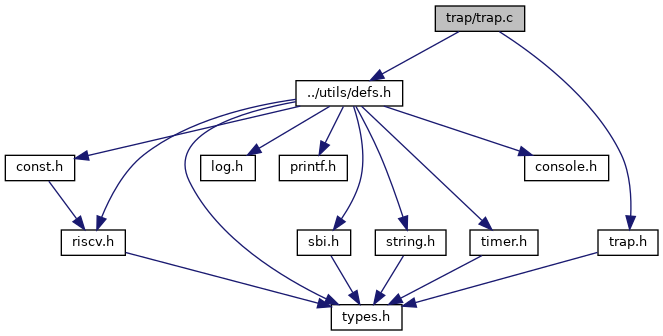 trap/trap.c
../utils/defs.h
const.h
log.h
printf.h
console.h
riscv.h
sbi.h
string.h
timer.h
trap.h
types.h